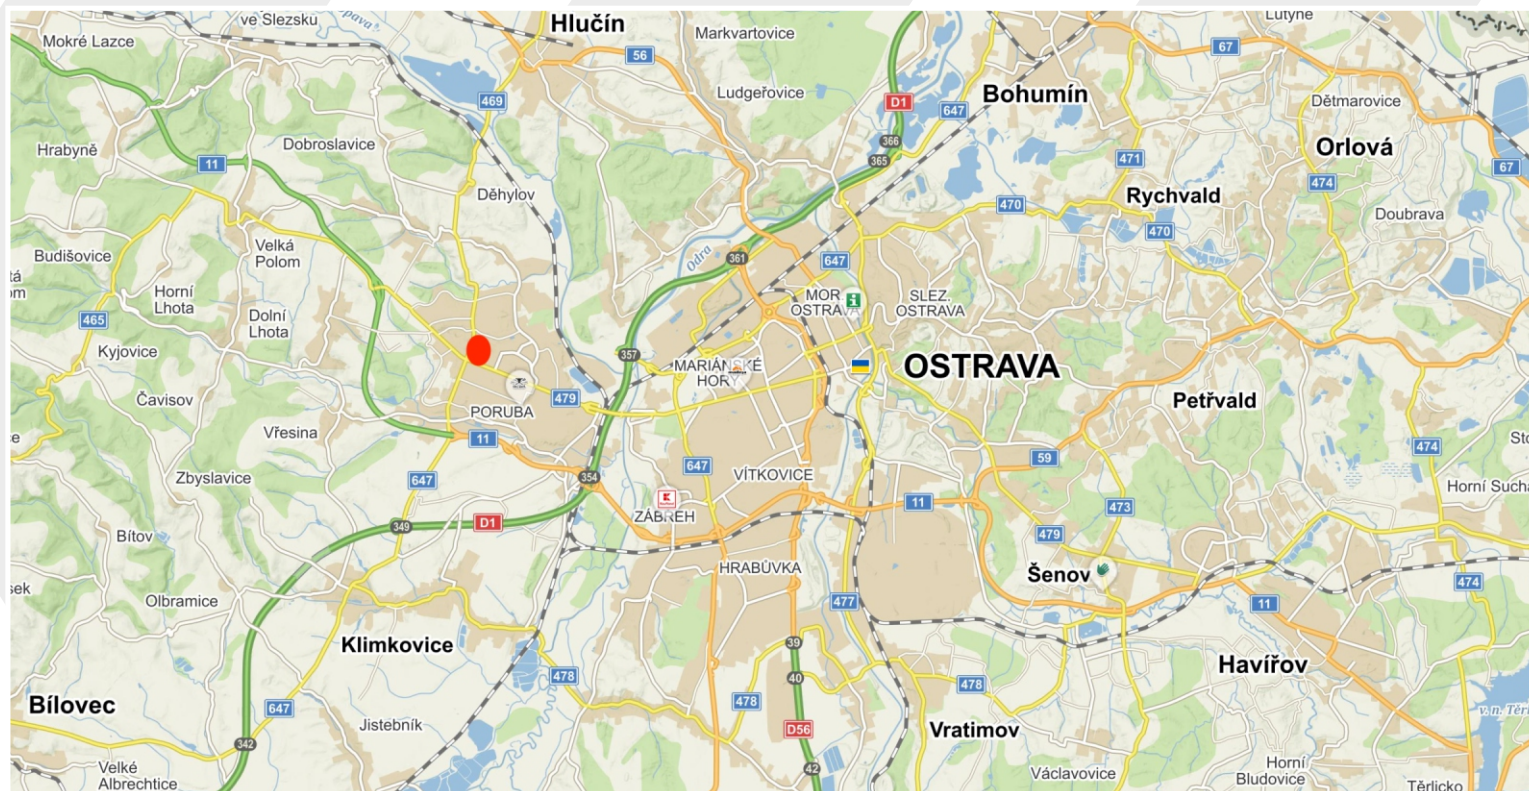 ve Slezsku
Opava
Hlučín
Markvartovice
Lutyně
Mokré Lazce
56
67
469
Ludgeřovice
D1
647
Bohumín
Dětmarovice
Hrabyně
11
Dobroslavice
366
365
471
Orlová
67
Děhylov
474
Rychvald
470
Doubrava
470
Budišovice
Velká
Polom
Odra
361
647
Horní
Lhota
MOR
OSTRA
SLEZ.
OSTRAVA
465
Dolní
Lhota
Kyjovice
357
MARIÁNSKÉ
HORY
OSTRAVA
Čavisov
PORUBA
479
Petřvald
Vřesina
11
474
647
59
Zbyslavice
647
354
VÍTKOVICE
Horní Sucha
K
ZÁBŘEH
11
473
349
D1
479
Bítov
HRABŮVKA
Šenov
474
Olbramice
477
11
Klimkovice
39
Havířov
478
40
478
Bílovec
647
478
Jistebník
D56
Vratimov
342
42
Velké
Albrechtice
Václavovice
Horní
Bludovice
Těrlicko